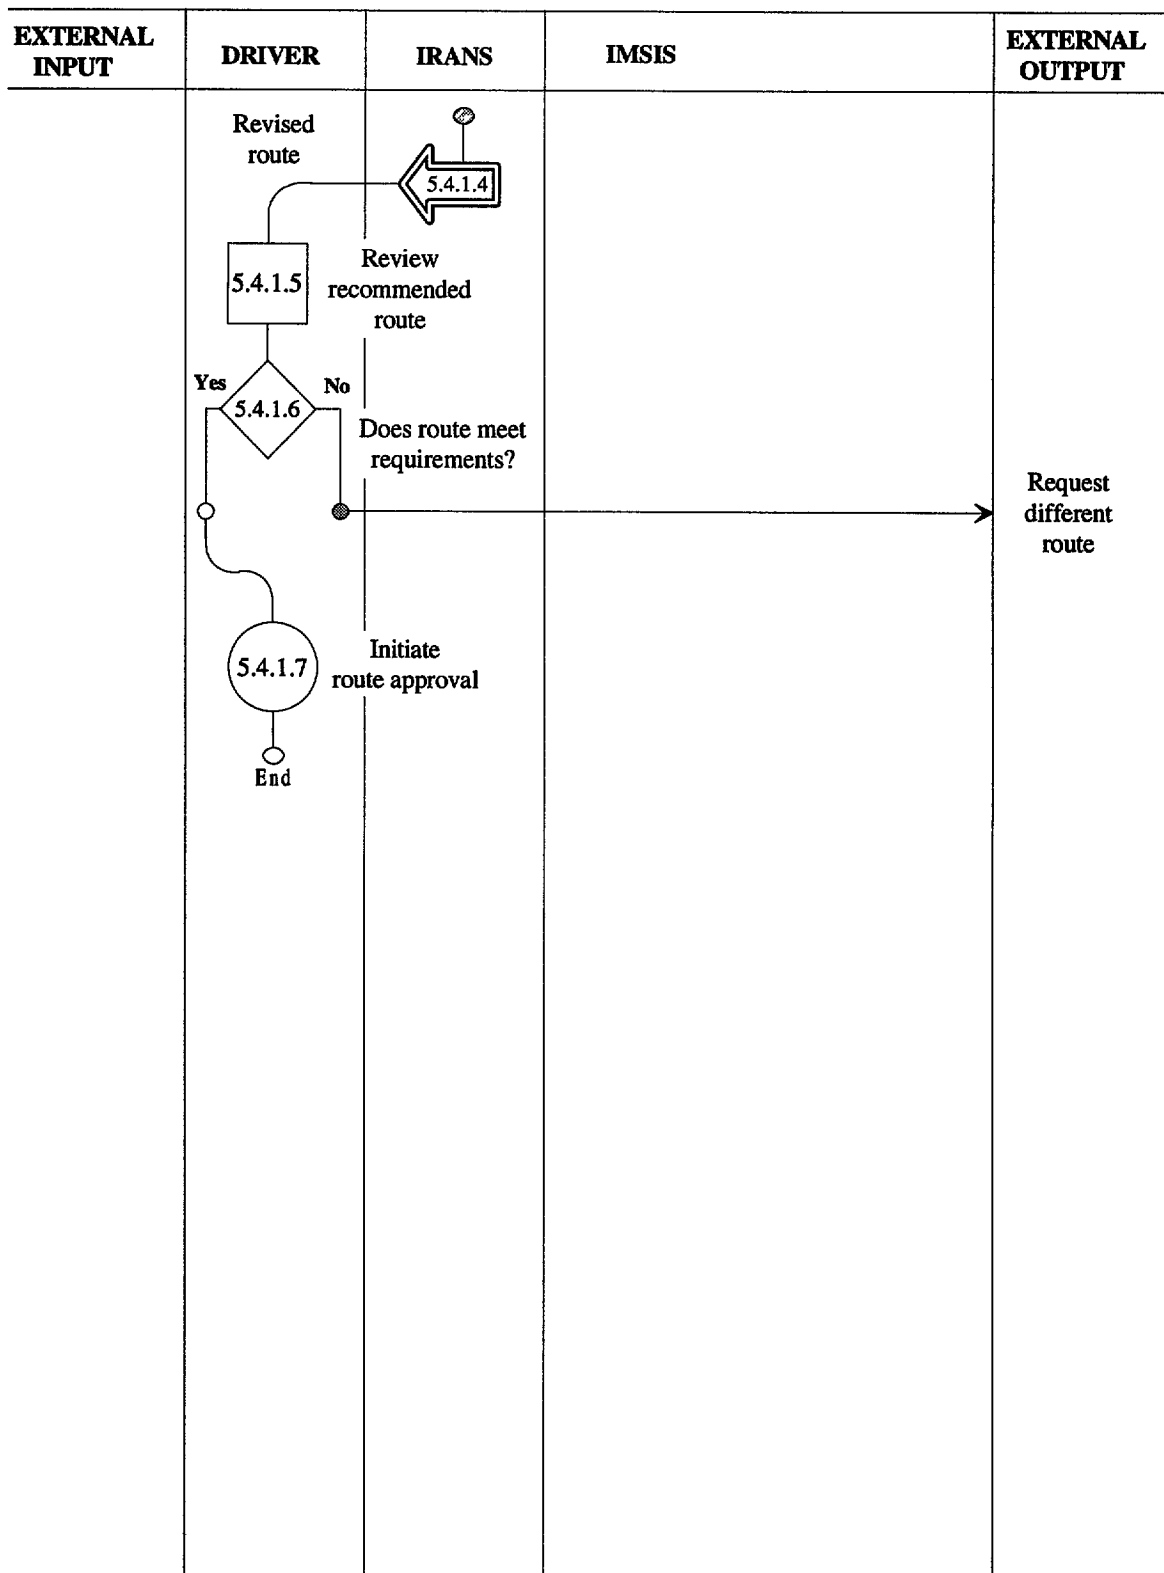 EXTERNAL
INPUT
DRIVER
IRANS
IMSIS
EXTERNAL
OUTPUT
Revised
route
5.4.1.4
5.4.1.5
Review
recommended
route
Yes
No
5.4.1.6
Does route meet
requirements?
Request
different
route
5.4.1.7
Initiate
route approval
End